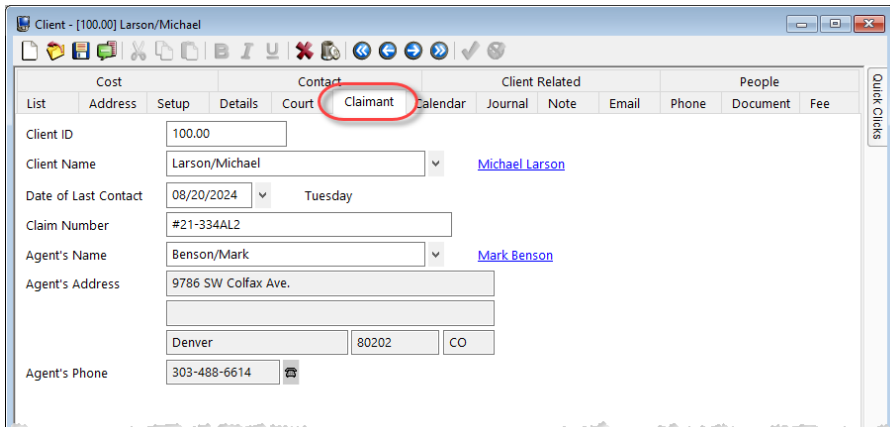 Client - [100.00] Larson/Michael
B I U
Cost Contact Client Related People
List Address Setup Details Court Claimant Calendar Journal Note Email Phone Document Fee
Quick Clicks
Client ID 100.00
Client Name Larson/Michael Michael Larson
Date of Last Contact 08/20/2024 Tuesday
Claim Number #21-334AL2
Agent's Name Benson/Mark Mark Benson
Agent's Address 9786 SW Colfax Ave.
Denver 80202 CO
Agent's Phone 303-488-6614